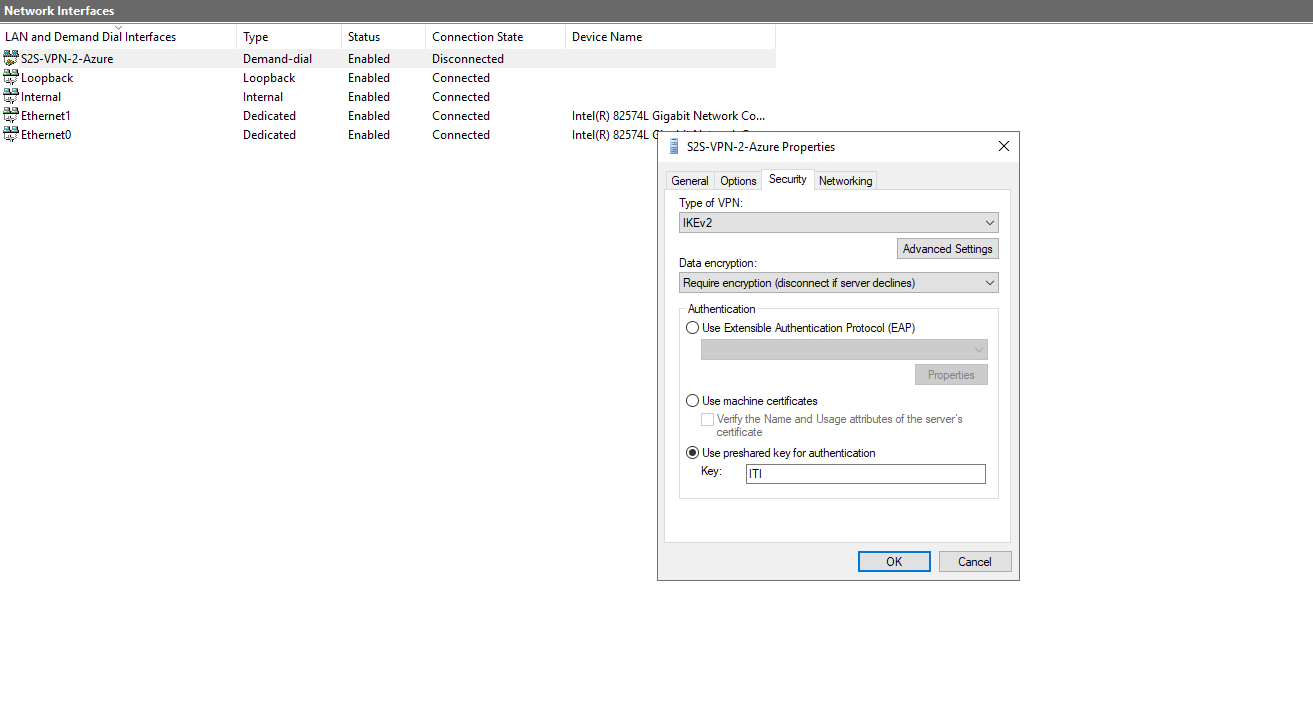 Network Interfaces
LAN and Demand Dial Interfaces Type Status Connection State Device Name
S2S-VPN-2-Azure Demand-dial Enabled Disconnected
Loopback Loopback Enabled Connected
Internal Internal Enabled Connected
Ethernet1 Dedicated Enabled Connected Intel(R) 82574L Gigabit Network Co...
Ethernet0 Dedicated Enabled Connected Intel(R) 82574L
S2S-VPN-2-Azure Properties
General Options Security Networking
Type of VPN:
IKEv2
Advanced Settings
Data encryption:
Require encryption (disconnect if server declines)
Authentication
Use Extensible Authentication Protocol (EAP)
Properties
Use machine certificates
Verify the Name and Usage attributes of the server's
certificate
Use preshared key for authentication
Key: ITI
OK Cancel